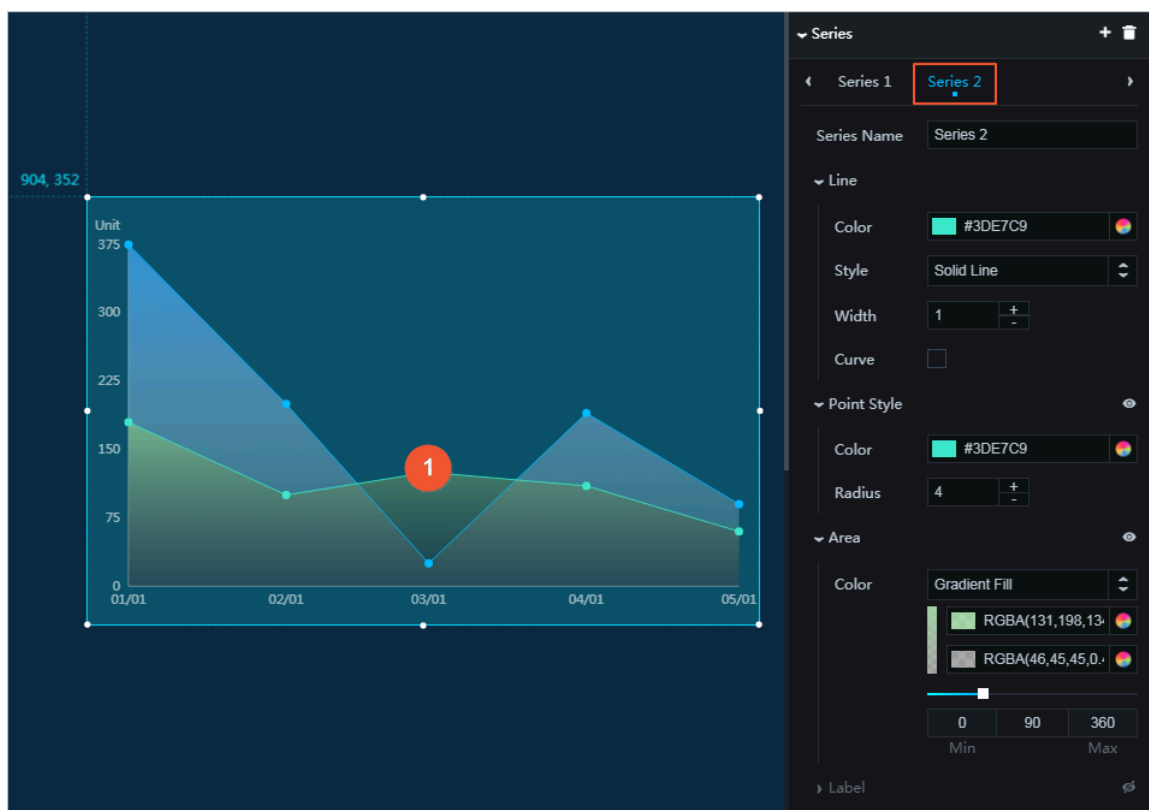 904, 352
Unit
375
300
225
150
75
0
01/01 02/01 03/01 04/01 05/01
1
Series +
Series 1 Series 2
Series Name Series 2
Line
Color #3DE7C9
Style Solid Line
Width 1 + -
Curve
Point Style
Color #3DE7C9
Radius 4 + -
Area
Color Gradient Fill
RGBA(131,198,134
RGBA(46,45,45,0.4
0 90 360
Min Max
Label